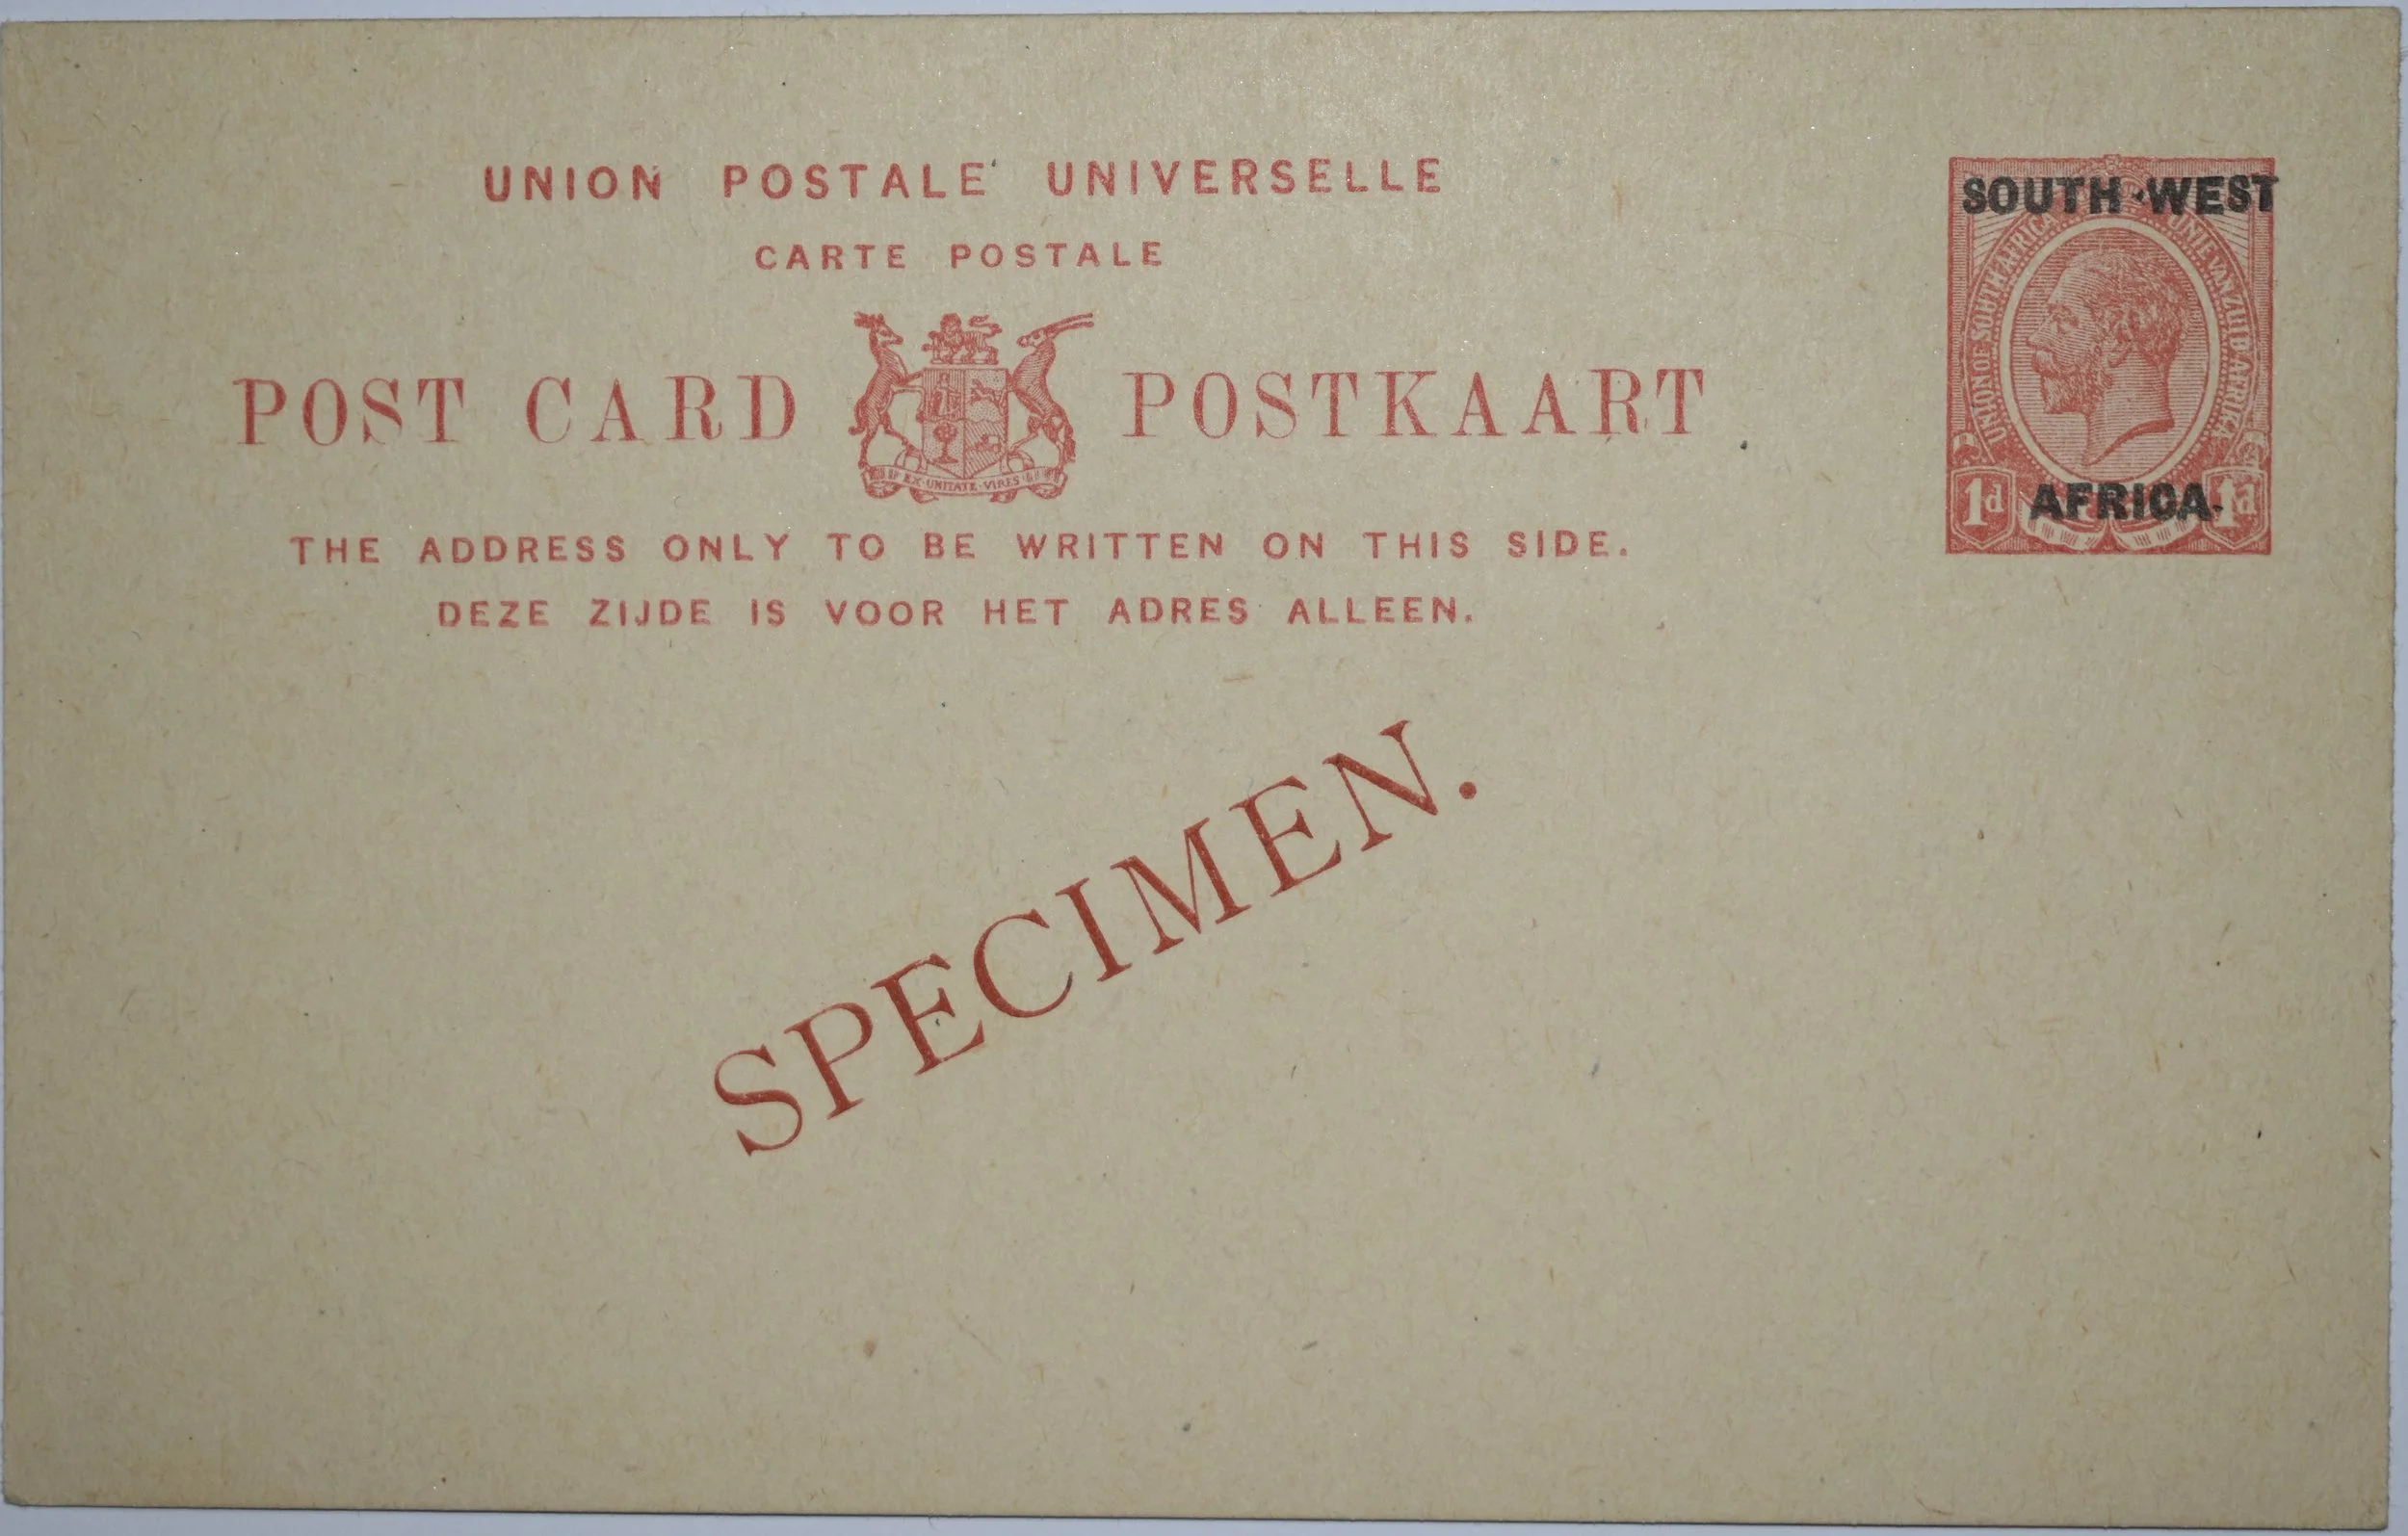 UNION POSTALE UNIVERSELLE
CARTE POSTALE
POST CARD POSTKAART
EX·UNITATE·VIRES
THE ADDRESS ONLY TO BE WRITTEN ON THIS SIDE.
DEZE ZIJDE IS VOOR HET ADRES ALLEEN.
SOUTH-WEST
UNION OF SOUTH AFRICA UNIE VAN ZUID AFRIKA
AFRICA.
1d 1d
SPECIMEN.